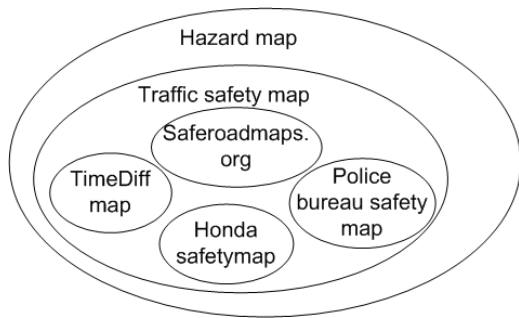 Hazard map
Traffic safety map
Saferoadmaps.
org
TimeDiff
map
Police
bureau safety
map
Honda
safetymap